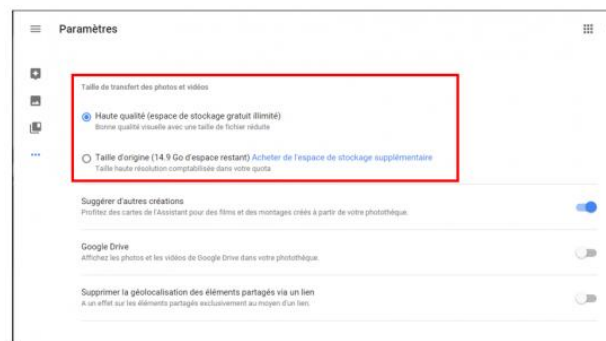 Paramètres
Taille de transfert des photos et vidéos
Haute qualité (espace de stockage gratuit illimité)
Bonne qualité visuelle avec une taille de fichier réduite
Taille d'origine (14.9 Go d'espace restant) Acheter de l'espace de stockage supplémentaire
Taille haute résolution comptabilisée dans votre quota
Suggérer d'autres créations
Profitez des cartes de l'Assistant pour des films et des montages créés à partir de votre photothèque.
Google Drive
Affichez les photos et les vidéos de Google Drive dans votre photothèque.
Supprimer la géolocalisation des éléments partagés via un lien
A un effet sur les éléments partagés exclusivement au moyen d'un lien.